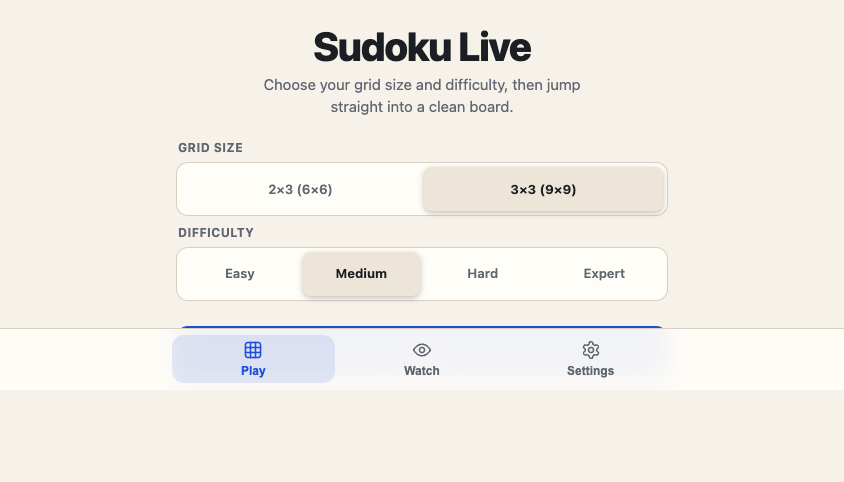 Sudoku Live
Choose your grid size and difficulty, then jump
straight into a clean board.
GRID SIZE
2×3 (6×6)
3×3 (9×9)
DIFFICULTY
Easy
Medium
Hard
Expert
Play
Watch
Settings